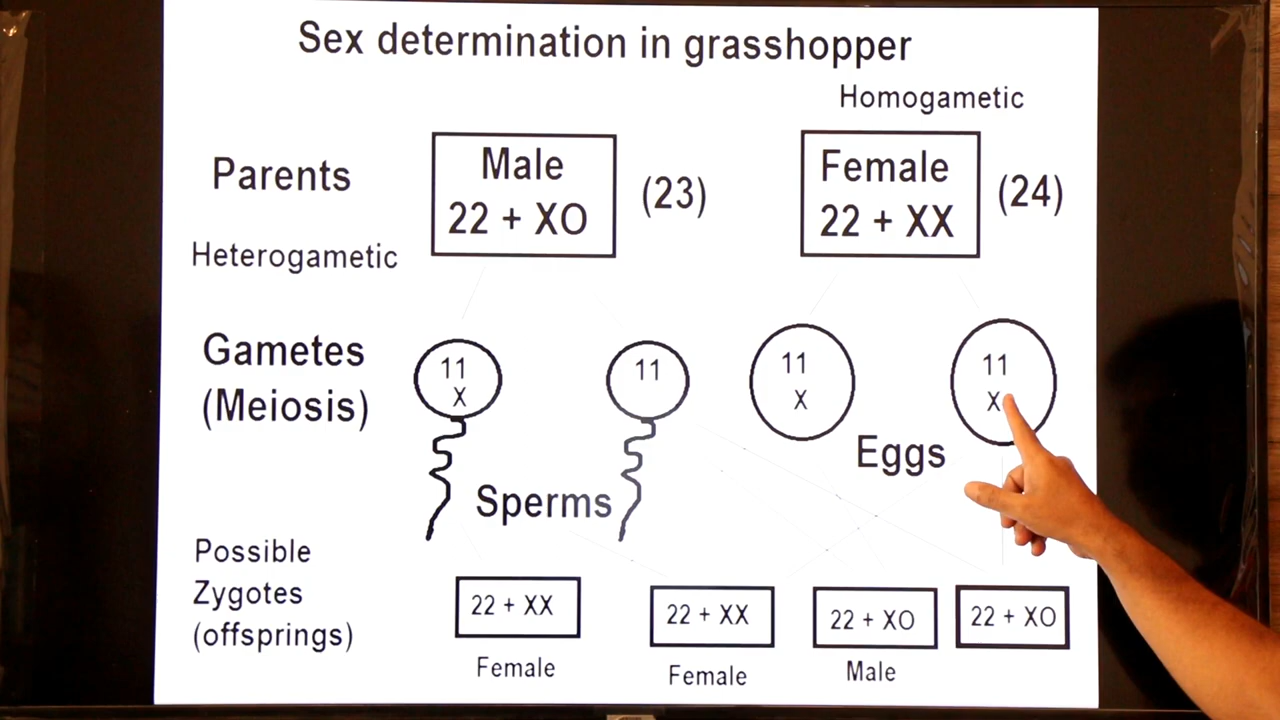 Sex determination in grasshopper
Homogametic
Parents
Male
22 + XO
(23)
Female
22 + XX
(24)
Heterogametic
Gametes
(Meiosis)
11
X
11
11
X
11
X
Sperms
Eggs
Possible
Zygotes
(offsprings)
22 + XX
22 + XX
22 + XO
22 + XO
Female
Female
Male